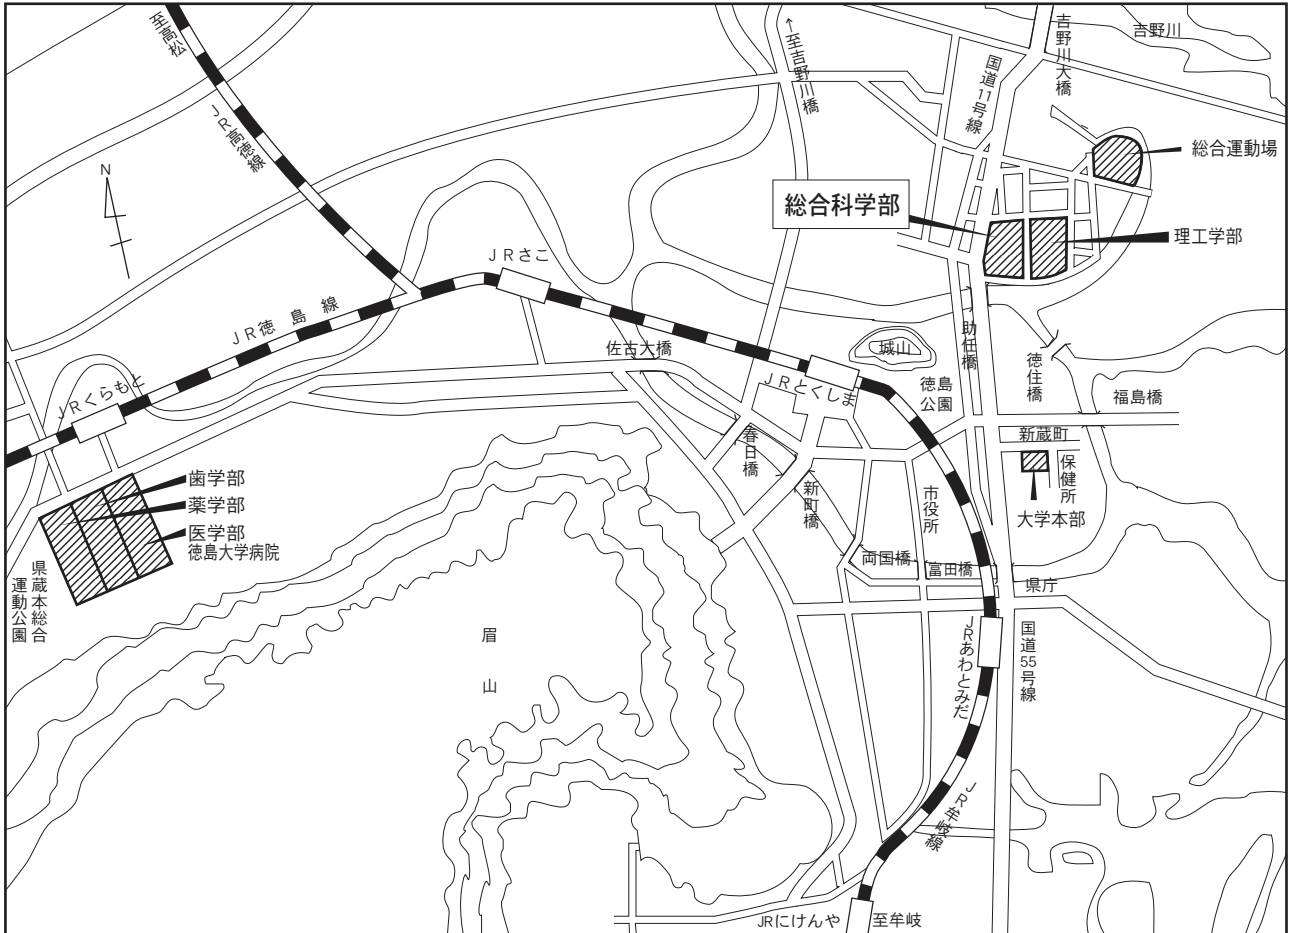 至高松
JR高徳線
↑至吉野川橋
国道11号線
吉野川大橋
吉野川
総合運動場
N
総合科学部
理工学部
JRさこ
JR徳島線
佐古大橋
城山
助任橋
徳住橋
JRくらもと
JRとくしま
徳島
公園
福島橋
新蔵町
保健所
春日橋
新町橋
市役所
大学本部
歯学部
薬学部
医学部
徳島大学病院
両国橋
富田橋
県庁
県蔵本総合
運動公園
眉山
JRあわとみだ
国道55号線
JR牟岐線
JRにけんや
至牟岐